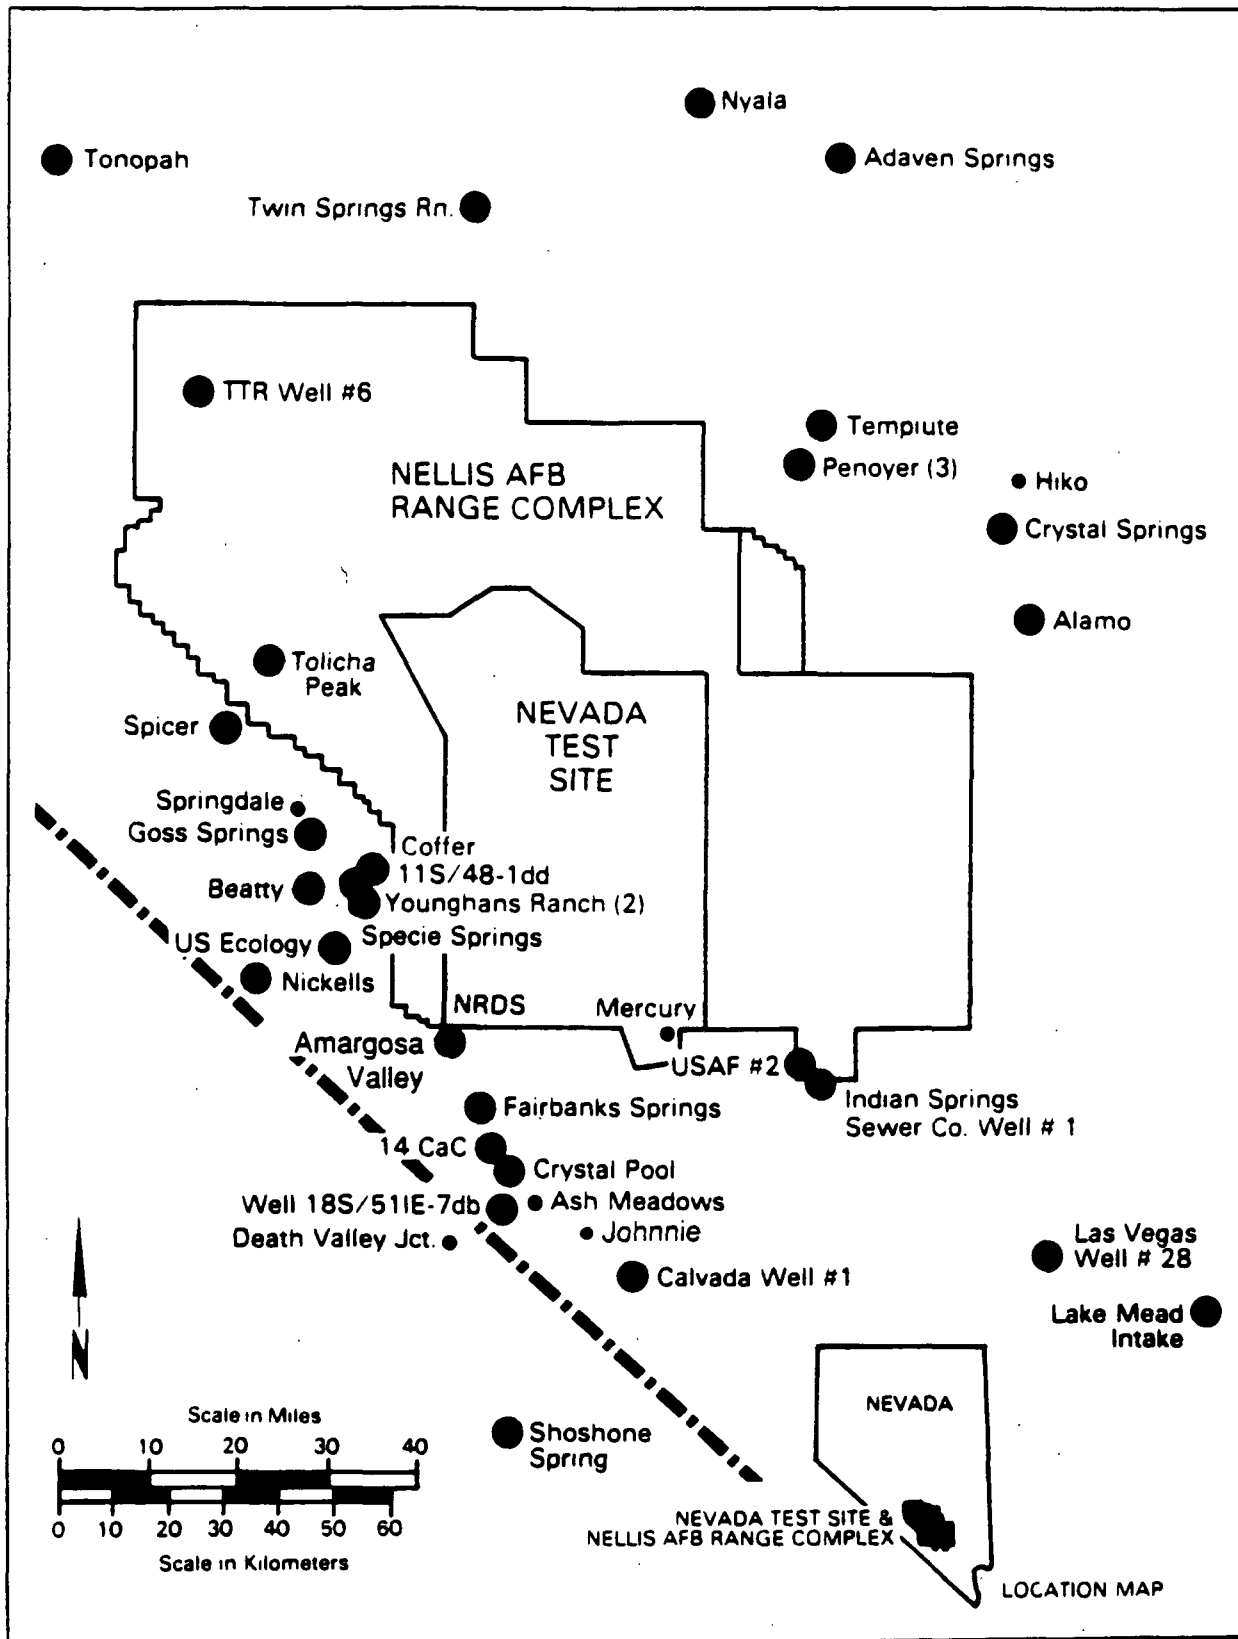 Nyala
Tonopah
Adaven Springs
Twin Springs Rn.
TTR Well #6
Tempiute
NELLIS AFB
RANGE COMPLEX
Penoyer (3)
Hiko
Crystal Springs
Alamo
Tolicha
Peak
Spicer
NEVADA
TEST
SITE
Springdale
Goss Springs
Coffer
11S/48-1dd
Beatty
Younghans Ranch (2)
Specie Springs
US Ecology
Nickells
NRDS
Mercury
Amargosa
Valley
USAF #2
Indian Springs
Sewer Co. Well # 1
Fairbanks Springs
14 CaC
Crystal Pool
Well 18S/51IE-7db
Ash Meadows
Death Valley Jct.
Johnnie
Calvada Well #1
Las Vegas
Well # 28
Lake Mead
Intake
N
NEVADA
Scale in Miles
0 10 20 30 40
0 10 20 30 40 50 60
Scale in Kilometers
Shoshone
Spring
NEVADA TEST SITE &
NELLIS AFB RANGE COMPLEX
LOCATION MAP